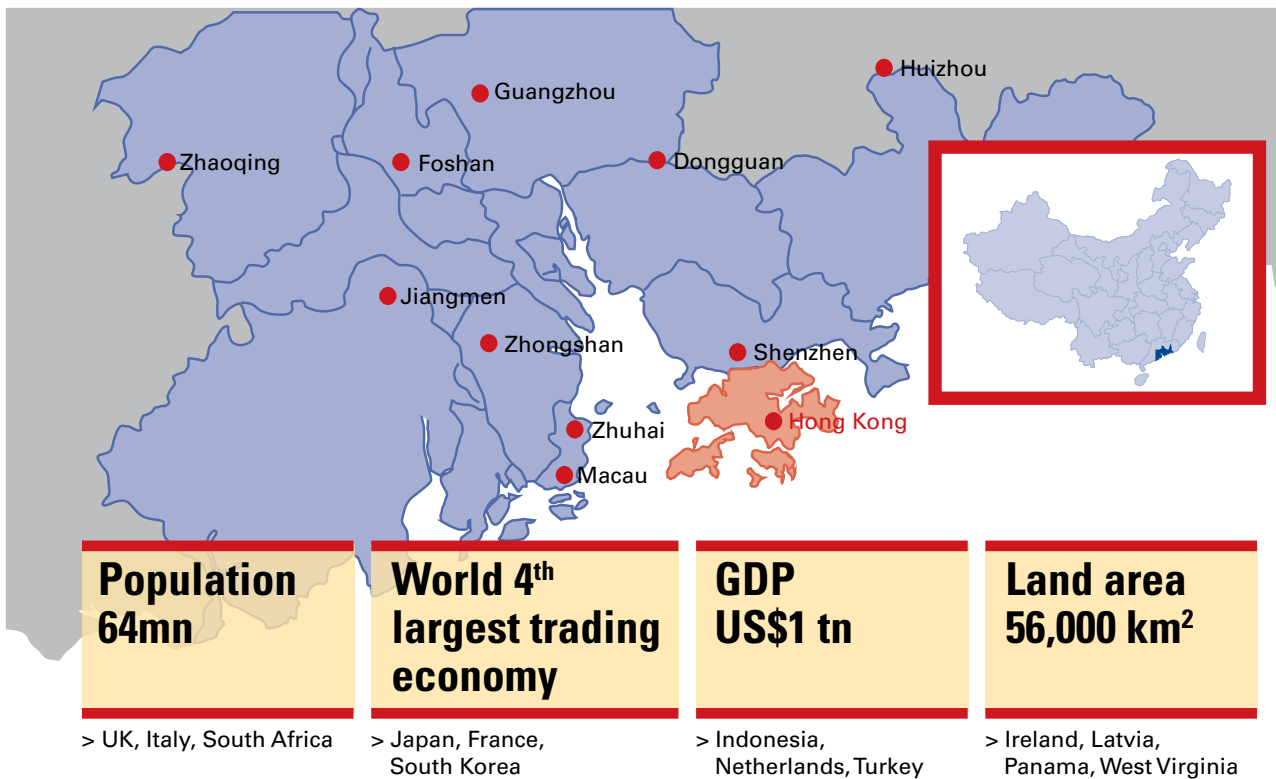 Huizhou
Guangzhou
Zhaoqing
Foshan
Dongguan
Jiangmen
Zhongshan
Shenzhen
Hong Kong
Zhuhai
Macau
Population
64mn
> UK, Italy, South Africa
World 4th
largest trading
economy
> Japan, France,
South Korea
GDP
US$1 tn
> Indonesia,
Netherlands, Turkey
Land area
56,000 km²
> Ireland, Latvia,
Panama, West Virginia